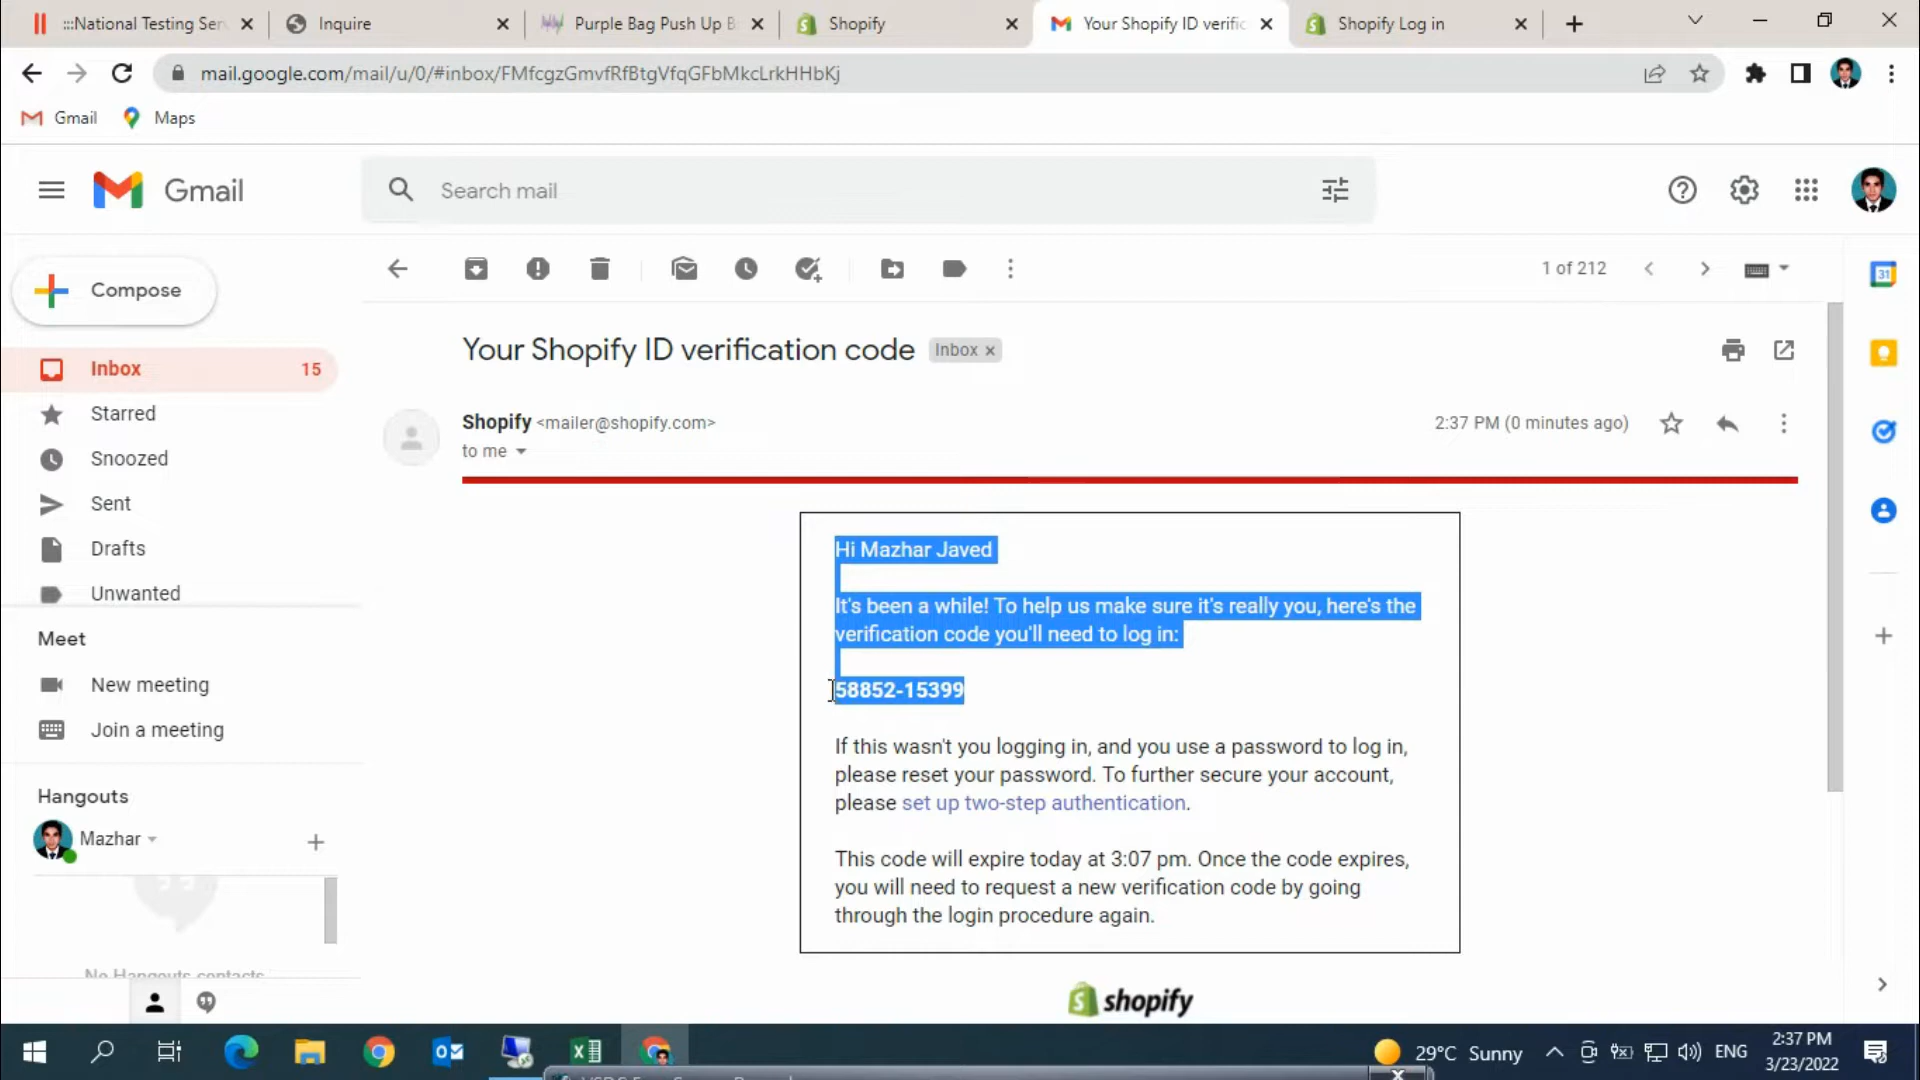 :::National Testing Ser
Inquire
Purple Bag Push Up B
Shopify
Your Shopify ID verific
Shopify Log in
mail.google.com/mail/u/0/#inbox/FMfcgzGmvfRfBtgVfqGFbMkcLrkHHbKj
Gmail
Maps
Gmail
Search mail
Compose
1 of 212
Your Shopify ID verification code
Inbox
Inbox 15
Starred
Snoozed
Sent
Drafts
Unwanted
Shopify <mailer@shopify.com>
2:37 PM (0 minutes ago)
to me
Hi Mazhar Javed
It's been a while! To help us make sure it's really you, here's the
verification code you'll need to log in:
58852-15399
If this wasn't you logging in, and you use a password to log in,
please reset your password. To further secure your account,
please set up two-step authentication.
This code will expire today at 3:07 pm. Once the code expires,
you will need to request a new verification code by going
through the login procedure again.
shopify
Meet
New meeting
Join a meeting
Hangouts
Mazhar
No Hangouts contacts
31
29°C Sunny
ENG
2:37 PM
3/23/2022